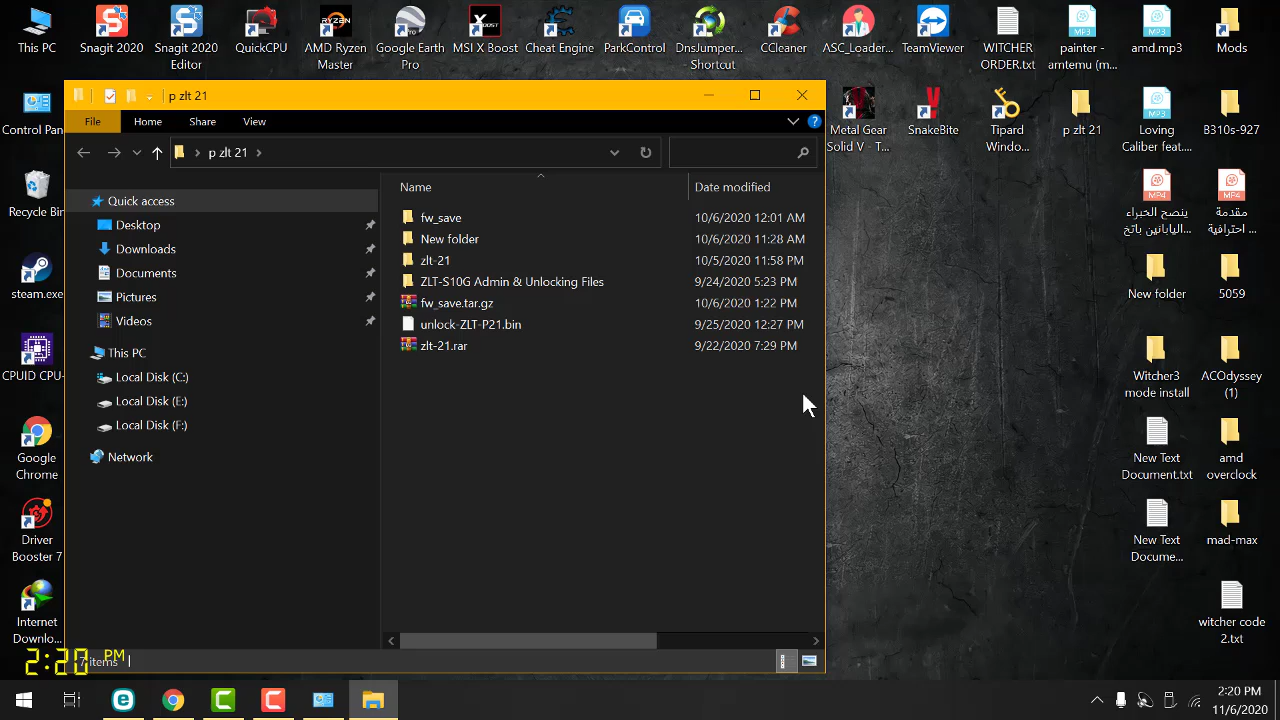 This PC
Snagit 2020
Snagit 2020
Editor
QuickCPU
AMD Ryzen
Master
Google Earth
Pro
Cheat Engine
ParkControl
Dnsjumper...
- Shortcut
CCleaner
ASC_Loader...
TeamViewer
WITCHER
ORDER.txt
painter -
amtemu (m...
amd.mp3
Mods
p zlt 21
File
Share
View
p zlt 21
Name
Date modified
Quick access
Desktop
Downloads
Documents
Pictures
Videos
This PC
Local Disk (C:)
Local Disk (E:)
Local Disk (F:)
Network
fw_save 10/6/2020 12:01 AM
New folder 10/6/2020 11:28 AM
zlt-21 10/5/2020 11:58 PM
ZLT-S10G Admin & Unlocking Files 9/24/2020 5:23 PM
fw_save.tar.gz 10/6/2020 1:22 PM
unlock-ZLT-P21.bin 9/25/2020 12:27 PM
zlt-21.rar 9/22/2020 7:29 PM
items
Control Pan
Recycle Bin
steam.exe
CPUID CPU-
Google
Chrome
Driver
Booster 7
Internet
Downlo...
Metal Gear
Solid V - T...
SnakeBite
Tipard
Windo...
p zlt 21
Loving
Caliber feat....
B310s-927
ينصح الخبراء
اليابانين باتخ...
مقدمة
احترافية...
New folder
5059
Witcher3
mode install
ACOdyssey
(1)
New Text
Document.txt
amd
overclock
New Text
Docume...
mad-max
witcher code
2.txt
2:20 PM
2:20 PM
11/6/2020